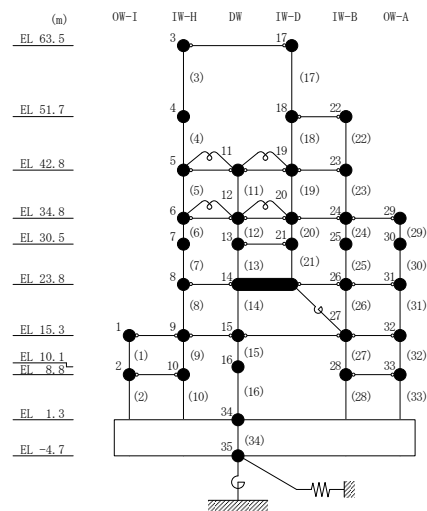 (m) OW-I IW-H DW IW-D IW-B OW-A
EL 63.5 3 17
(3) (17)
EL 51.7 4 18 22
(4) (18) (22)
EL 42.8 5 11 19 23
(5) (11) (19) (23)
EL 34.8 6 12 20 24 29
(6) (12) (20) (24) (29)
EL 30.5 7 13 21 25 30
(7) (13) (21) (25) (30)
EL 23.8 8 14 26 31
(8) (14) (26) (31)
EL 15.3 1 9 15 27 32
(1) (9) (15) (27) (32)
EL 10.1 16
EL 8.8 2 10 28 33
(2) (10) (16) (28) (33)
EL 1.3 34
(34)
EL -4.7 35